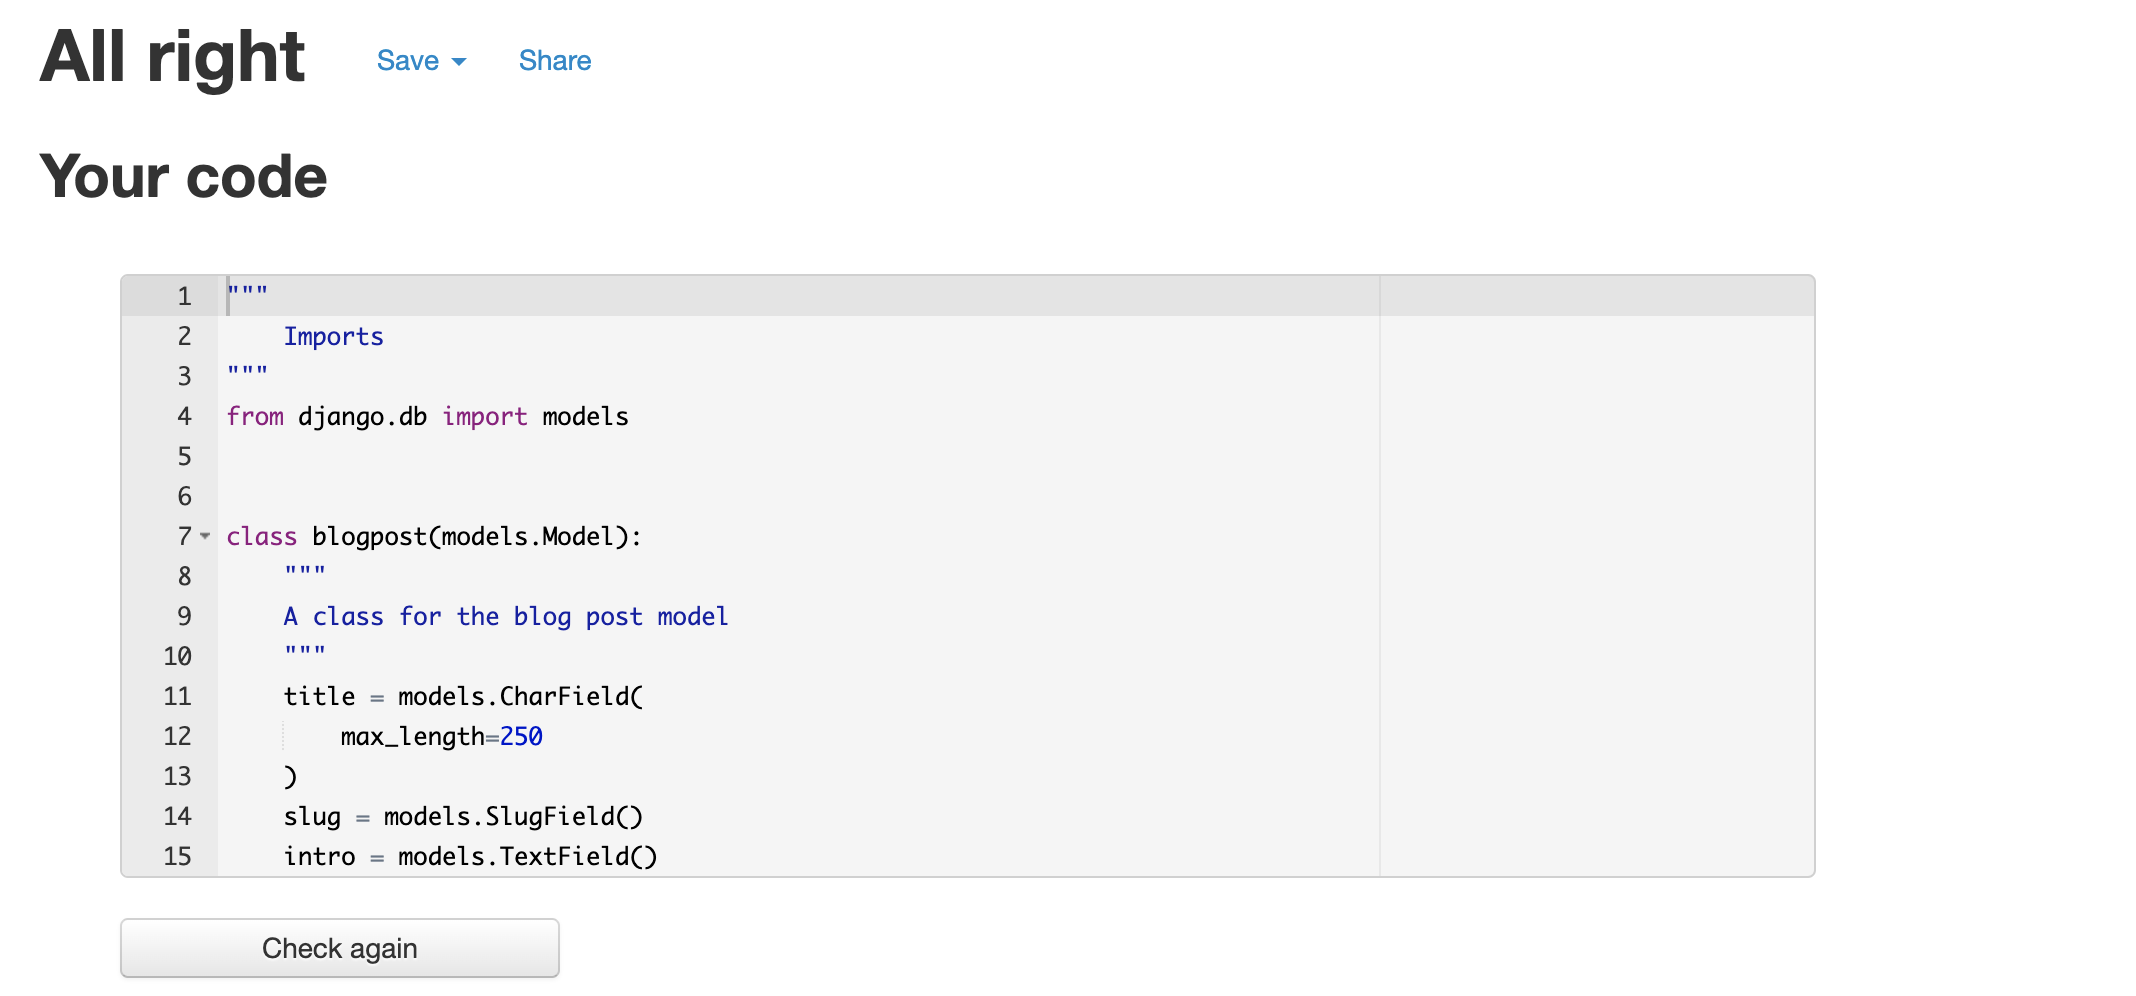 All right Save Share
Your code
1 """
2     Imports
3 """
4 from django.db import models
5
6
7 class blogpost(models.Model):
8     """
9     A class for the blog post model
10     """
11     title = models.CharField(
12         max_length=250
13     )
14     slug = models.SlugField()
15     intro = models.TextField()
Check again